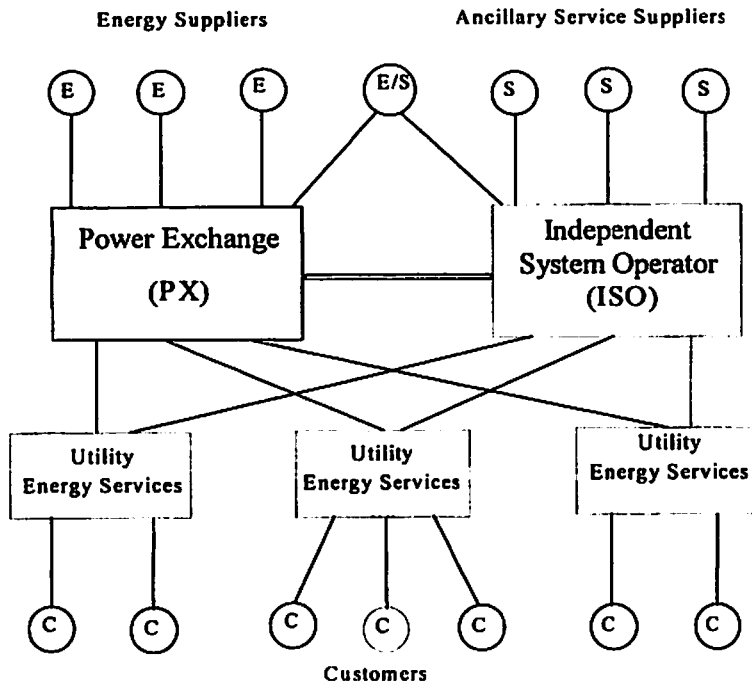 Energy Suppliers
Ancillary Service Suppliers
E
E
E
E/S
S
S
S
Power Exchange
(PX)
Independent
System Operator
(ISO)
Utility
Energy Services
Utility
Energy Services
Utility
Energy Services
C
C
C
C
C
C
C
Customers